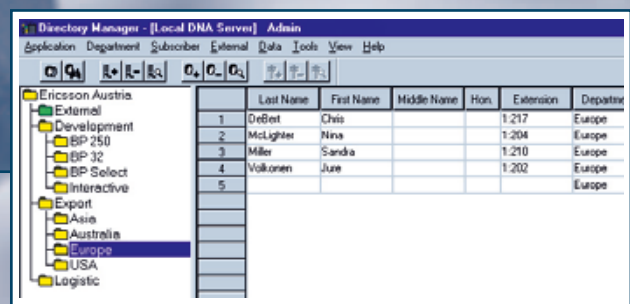 Directory Manager - [Local DNA Server] Admin
Application Department Subscriber External Data Tools View Help
Ericsson Austria
External
Development
BP 250
BP 32
BP Select
Interactive
Export
Asia
Australia
Europe
USA
Logistic
Last Name First Name Middle Name Hon. Extension Departme
1 DeBert Chris 1:217 Europe
2 McLighter Nina 1:204 Europe
3 Miller Sandra 1:210 Europe
4 Volkonen Jure 1:202 Europe
5 Europe